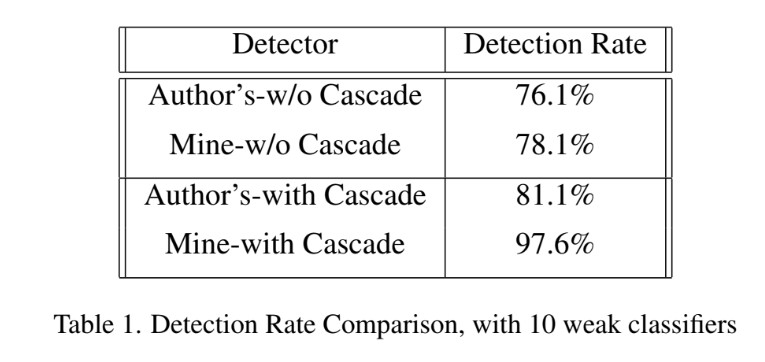 Detector Detection Rate
Author's-w/o Cascade 76.1%
Mine-w/o Cascade 78.1%
Author's-with Cascade 81.1%
Mine-with Cascade 97.6%
Table 1. Detection Rate Comparison, with 10 weak classifiers